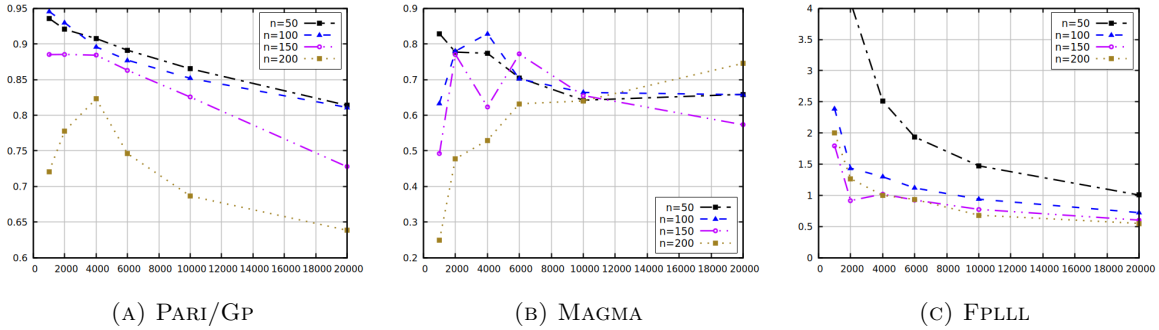 0.95
0.9
0.85
0.8
0.75
0.7
0.65
0.6
0 2000 4000 6000 8000 10000 12000 14000 16000 18000 20000
n=50
n=100
n=150
n=200
(A) PARI/GP
0.9
0.8
0.7
0.6
0.5
0.4
0.3
0.2
0 2000 4000 6000 8000 10000 12000 14000 16000 18000 20000
n=50
n=100
n=150
n=200
(B) MAGMA
4
3.5
3
2.5
2
1.5
1
0.5
0
0 2000 4000 6000 8000 10000 12000 14000 16000 18000 20000
n=50
n=100
n=150
n=200
(C) FPLLL